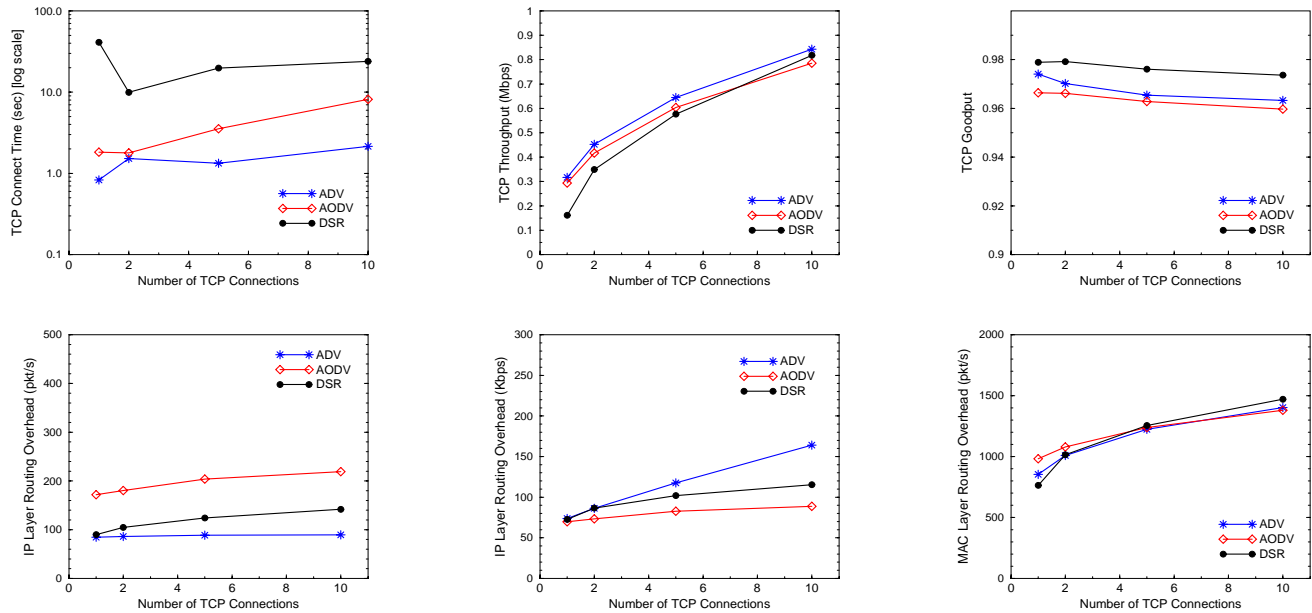 TCP Connect Time (sec) [log scale]
100.0
10.0
1.0
0.1
0
2
4
6
8
10
Number of TCP Connections
ADV
AODV
DSR
TCP Throughput (Mbps)
1
0.9
0.8
0.7
0.6
0.5
0.4
0.3
0.2
0.1
0
0
2
4
6
8
10
Number of TCP Connections
ADV
AODV
DSR
TCP Goodput
0.98
0.96
0.94
0.92
0.9
0
2
4
6
8
10
Number of TCP Connections
ADV
AODV
DSR
IP Layer Routing Overhead (pkt/s)
500
400
300
200
100
0
0
2
4
6
8
10
Number of TCP Connections
ADV
AODV
DSR
IP Layer Routing Overhead (Kbps)
300
250
200
150
100
50
0
0
2
4
6
8
10
Number of TCP Connections
ADV
AODV
DSR
MAC Layer Routing Overhead (pkt/s)
2000
1500
1000
500
0
0
2
4
6
8
10
Number of TCP Connections
ADV
AODV
DSR